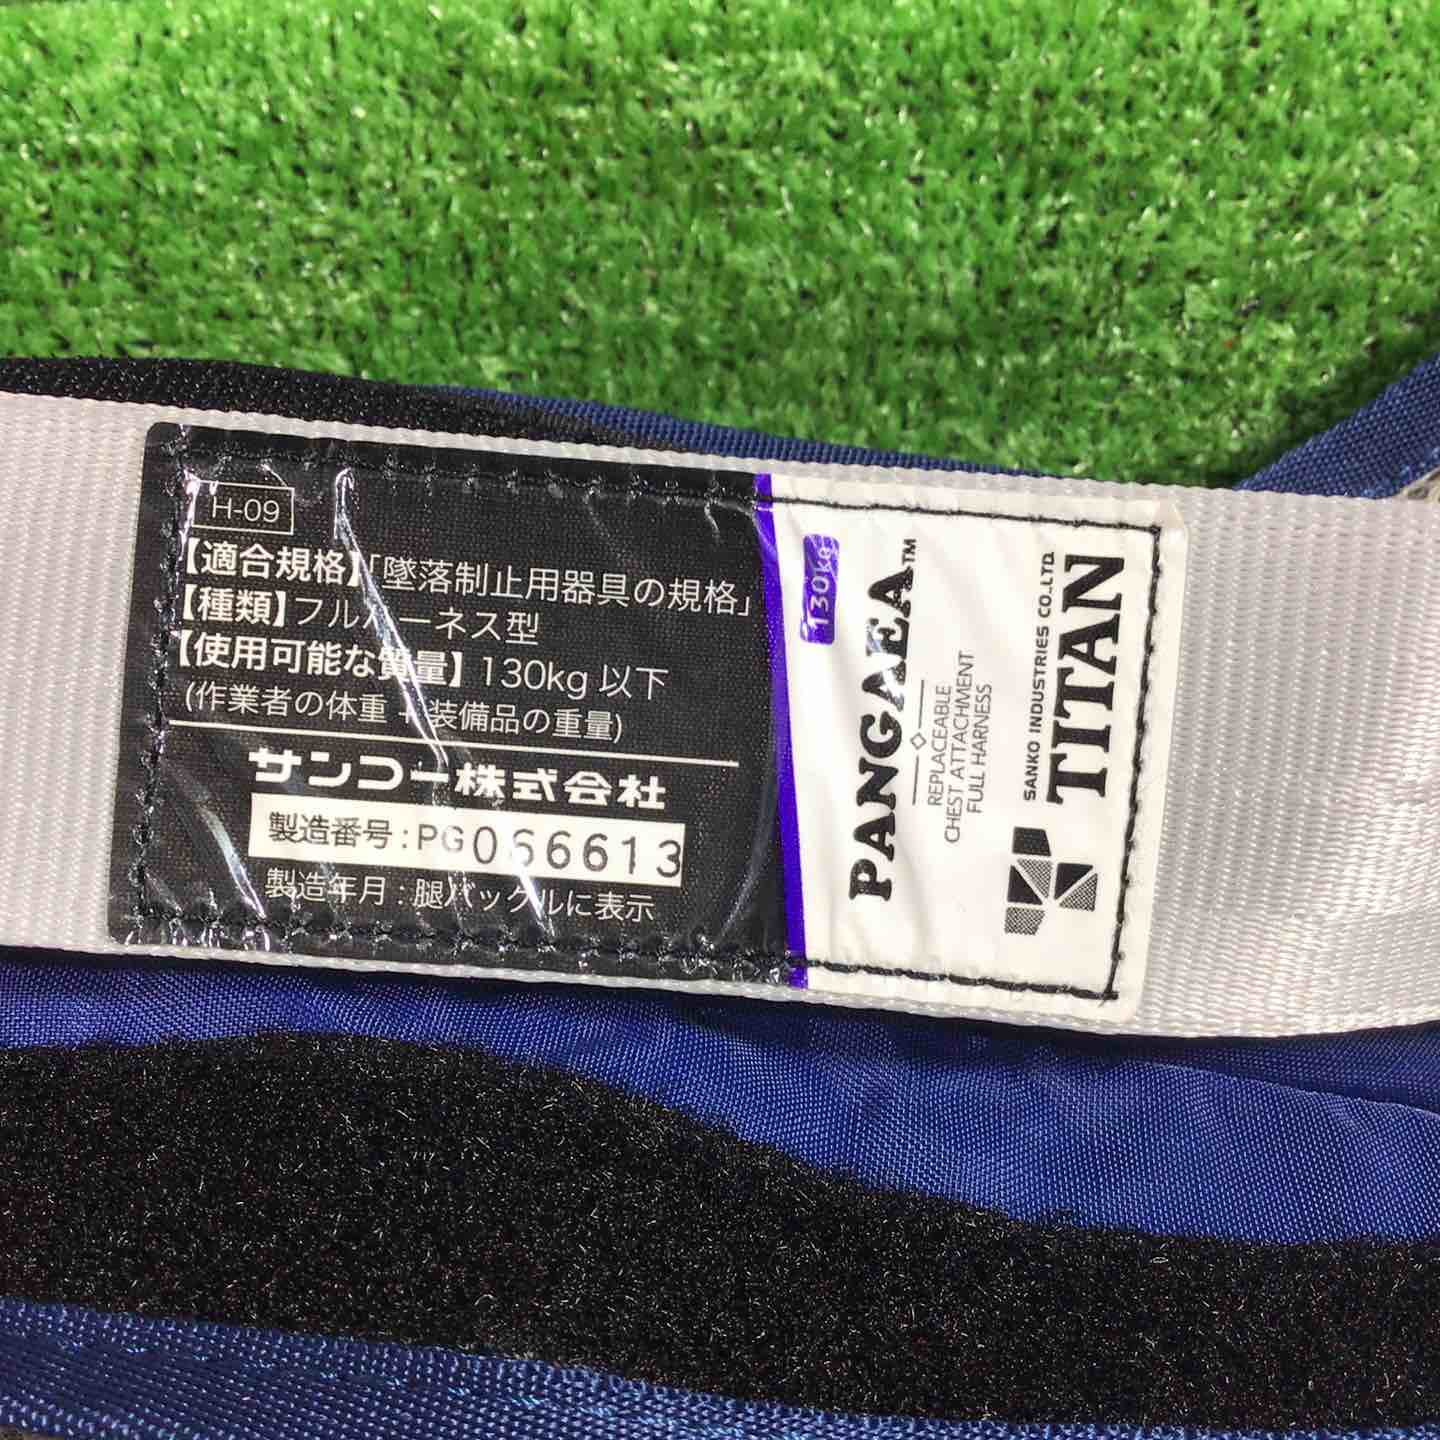 H-09
【適合規格】「墜落制止用器具の規格」
【種類】フルハーネス型
【使用可能な質量】130kg 以下
(作業者の体重+装備品の重量)
サンコー株式会社
製造番号:PG066613
製造年月:腿バックルに表示
130kg
PANGAEA™
REPLACEABLE
CHEST ATTACHMENT
FULL HARNESS
SANKO INDUSTRIES CO.,LTD
TITAN